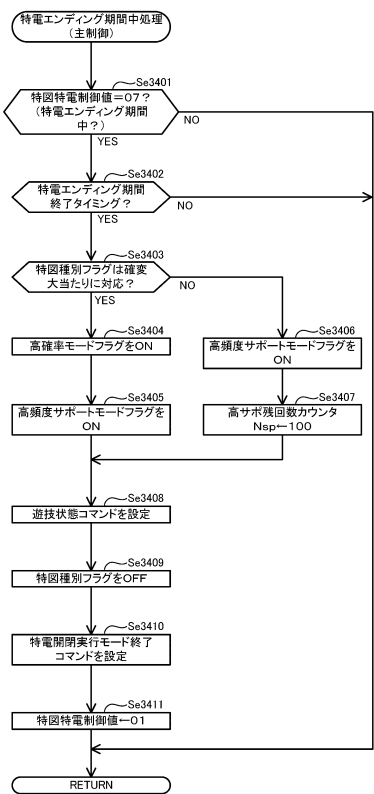 特電エンディング期間中処理
(主制御)
Se3401
特図特電制御値=07?
(特電エンディング期間
中?)
NO
YES
Se3402
特電エンディング期間
終了タイミング?
NO
YES
Se3403
特図種別フラグは確変
大当たりに対応?
NO
YES
Se3404
高確率モードフラグをON
Se3406
高頻度サポートモードフラグを
ON
Se3405
高頻度サポートモードフラグを
ON
Se3407
高サポ残回数カウンタ
Nsp←100
Se3408
遊技状態コマンドを設定
Se3409
特図種別フラグをOFF
Se3410
特電開閉実行モード終了
コマンドを設定
Se3411
特図特電制御値←01
RETURN